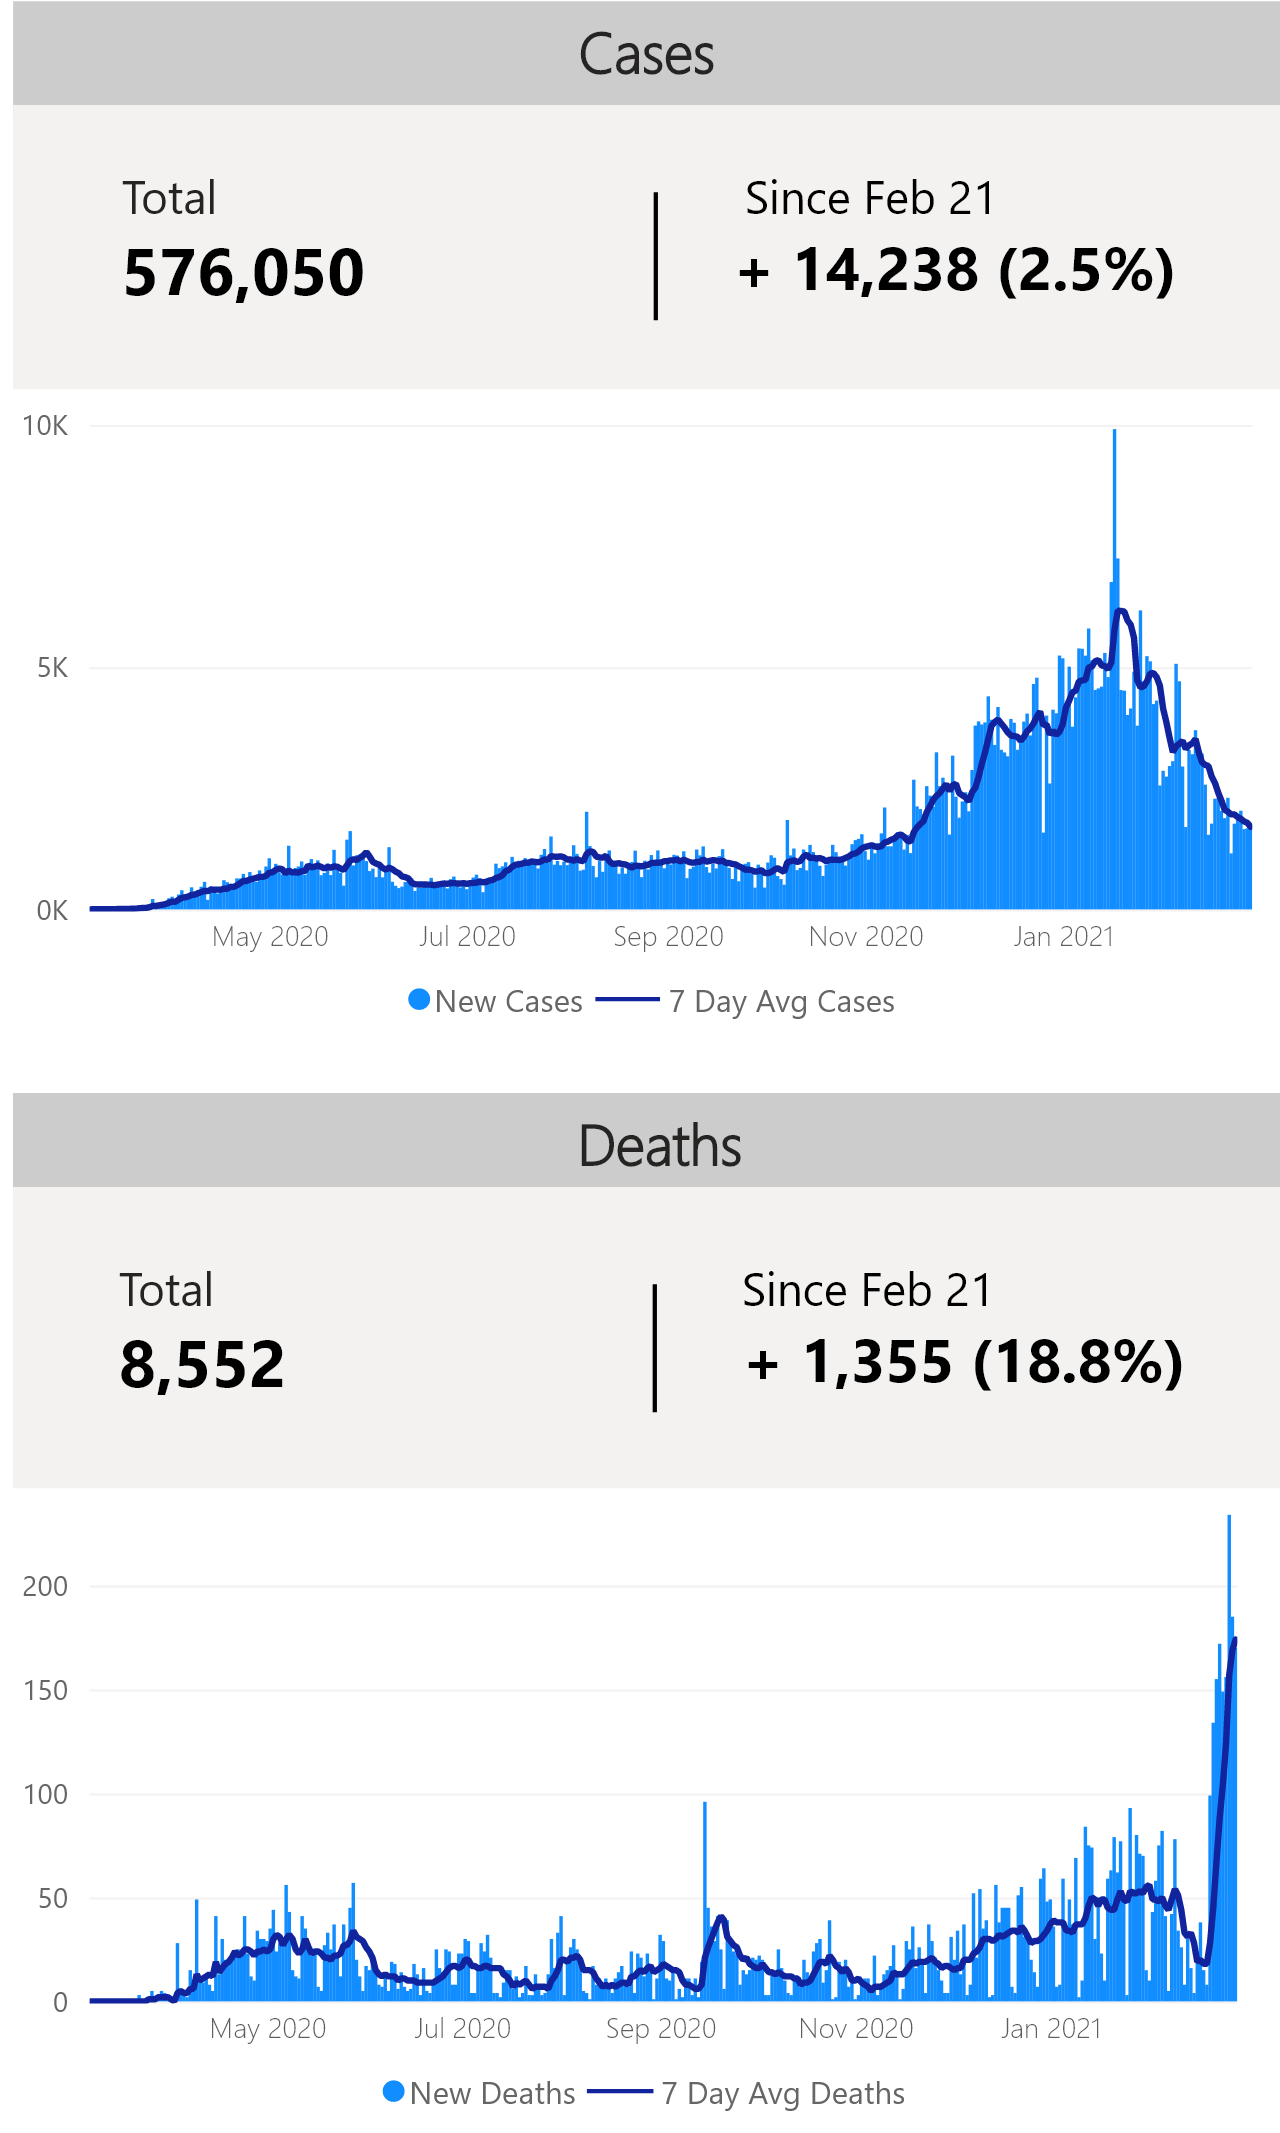 Cases
Total
Since Feb 21
576,050
+ 14,238 (2.5%)
10K
5K
0K
May 2020
Jul 2020
Sep 2020
Nov 2020
Jan 2021
New Cases
7 Day Avg Cases
Deaths
Total
Since Feb 21
8,552
+ 1,355 (18.8%)
200
150
100
50
0
May 2020
Jul 2020
Sep 2020
Nov 2020
Jan 2021
New Deaths
7 Day Avg Deaths